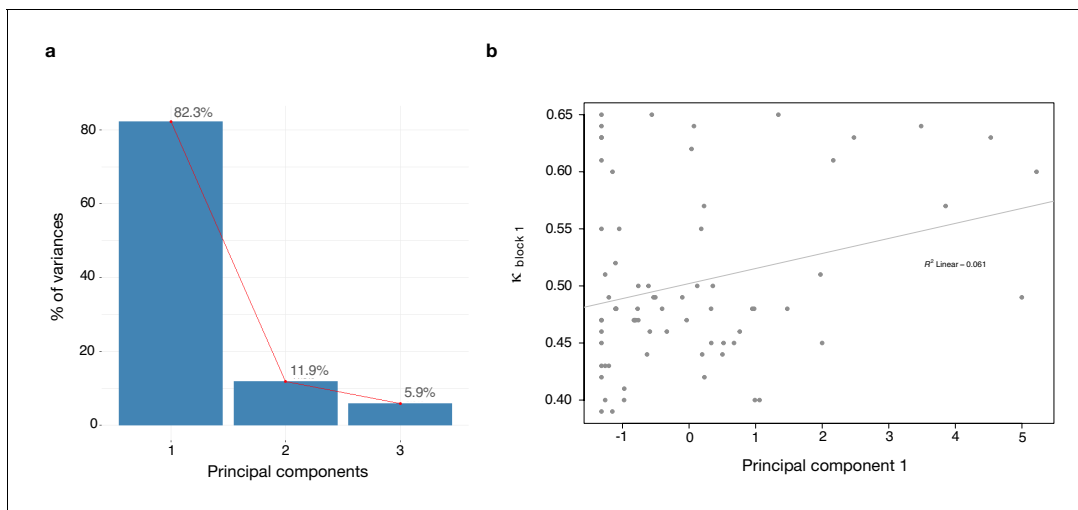 a
82.3%
80
60
40
20
0
11.9%
5.9%
1 2 3
% of variances
Principal components
b
0.65
0.60
0.55
0.50
0.45
0.40
κ block 1
R² Linear – 0.061
-1 0 1 2 3 4 5
Principal component 1